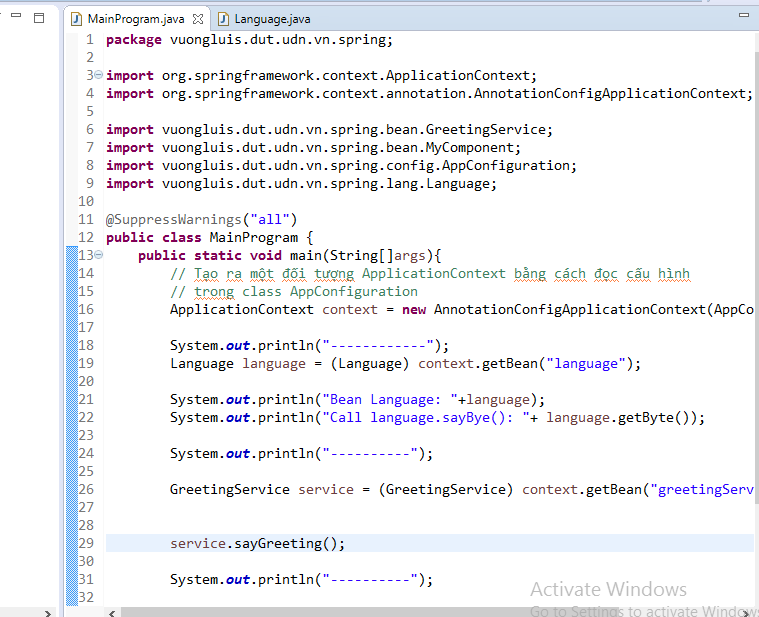 MainProgram.java
Language.java
1 package vuongluis.dut.udn.vn.spring;
2
3 import org.springframework.context.ApplicationContext;
4 import org.springframework.context.annotation.AnnotationConfigApplicationContext;
5
6 import vuongluis.dut.udn.vn.spring.bean.GreetingService;
7 import vuongluis.dut.udn.vn.spring.bean.MyComponent;
8 import vuongluis.dut.udn.vn.spring.config.AppConfiguration;
9 import vuongluis.dut.udn.vn.spring.lang.Language;
10
11 @SuppressWarnings("all")
12 public class MainProgram {
13 public static void main(String[]args){
14 // Tạo ra một đối tượng ApplicationContext bằng cách đọc cấu hình
15 // trong class AppConfiguration
16 ApplicationContext context = new AnnotationConfigApplicationContext(AppCo
17
18 System.out.println("------------");
19 Language language = (Language) context.getBean("language");
20
21 System.out.println("Bean Language: "+language);
22 System.out.println("Call language.sayBye(): "+ language.getByte());
23
24 System.out.println("----------");
25
26 GreetingService service = (GreetingService) context.getBean("greetingServ
27
28
29 service.sayGreeting();
30
31 System.out.println("----------");
32
Activate Windows
Go to Settings to activate Windows